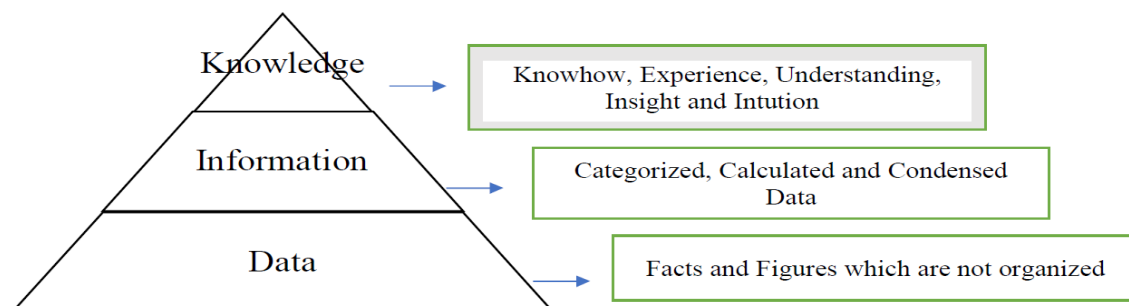 Knowledge
Knowhow, Experience, Understanding,
Insight and Intution
Information
Categorized, Calculated and Condensed
Data
Data
Facts and Figures which are not organized